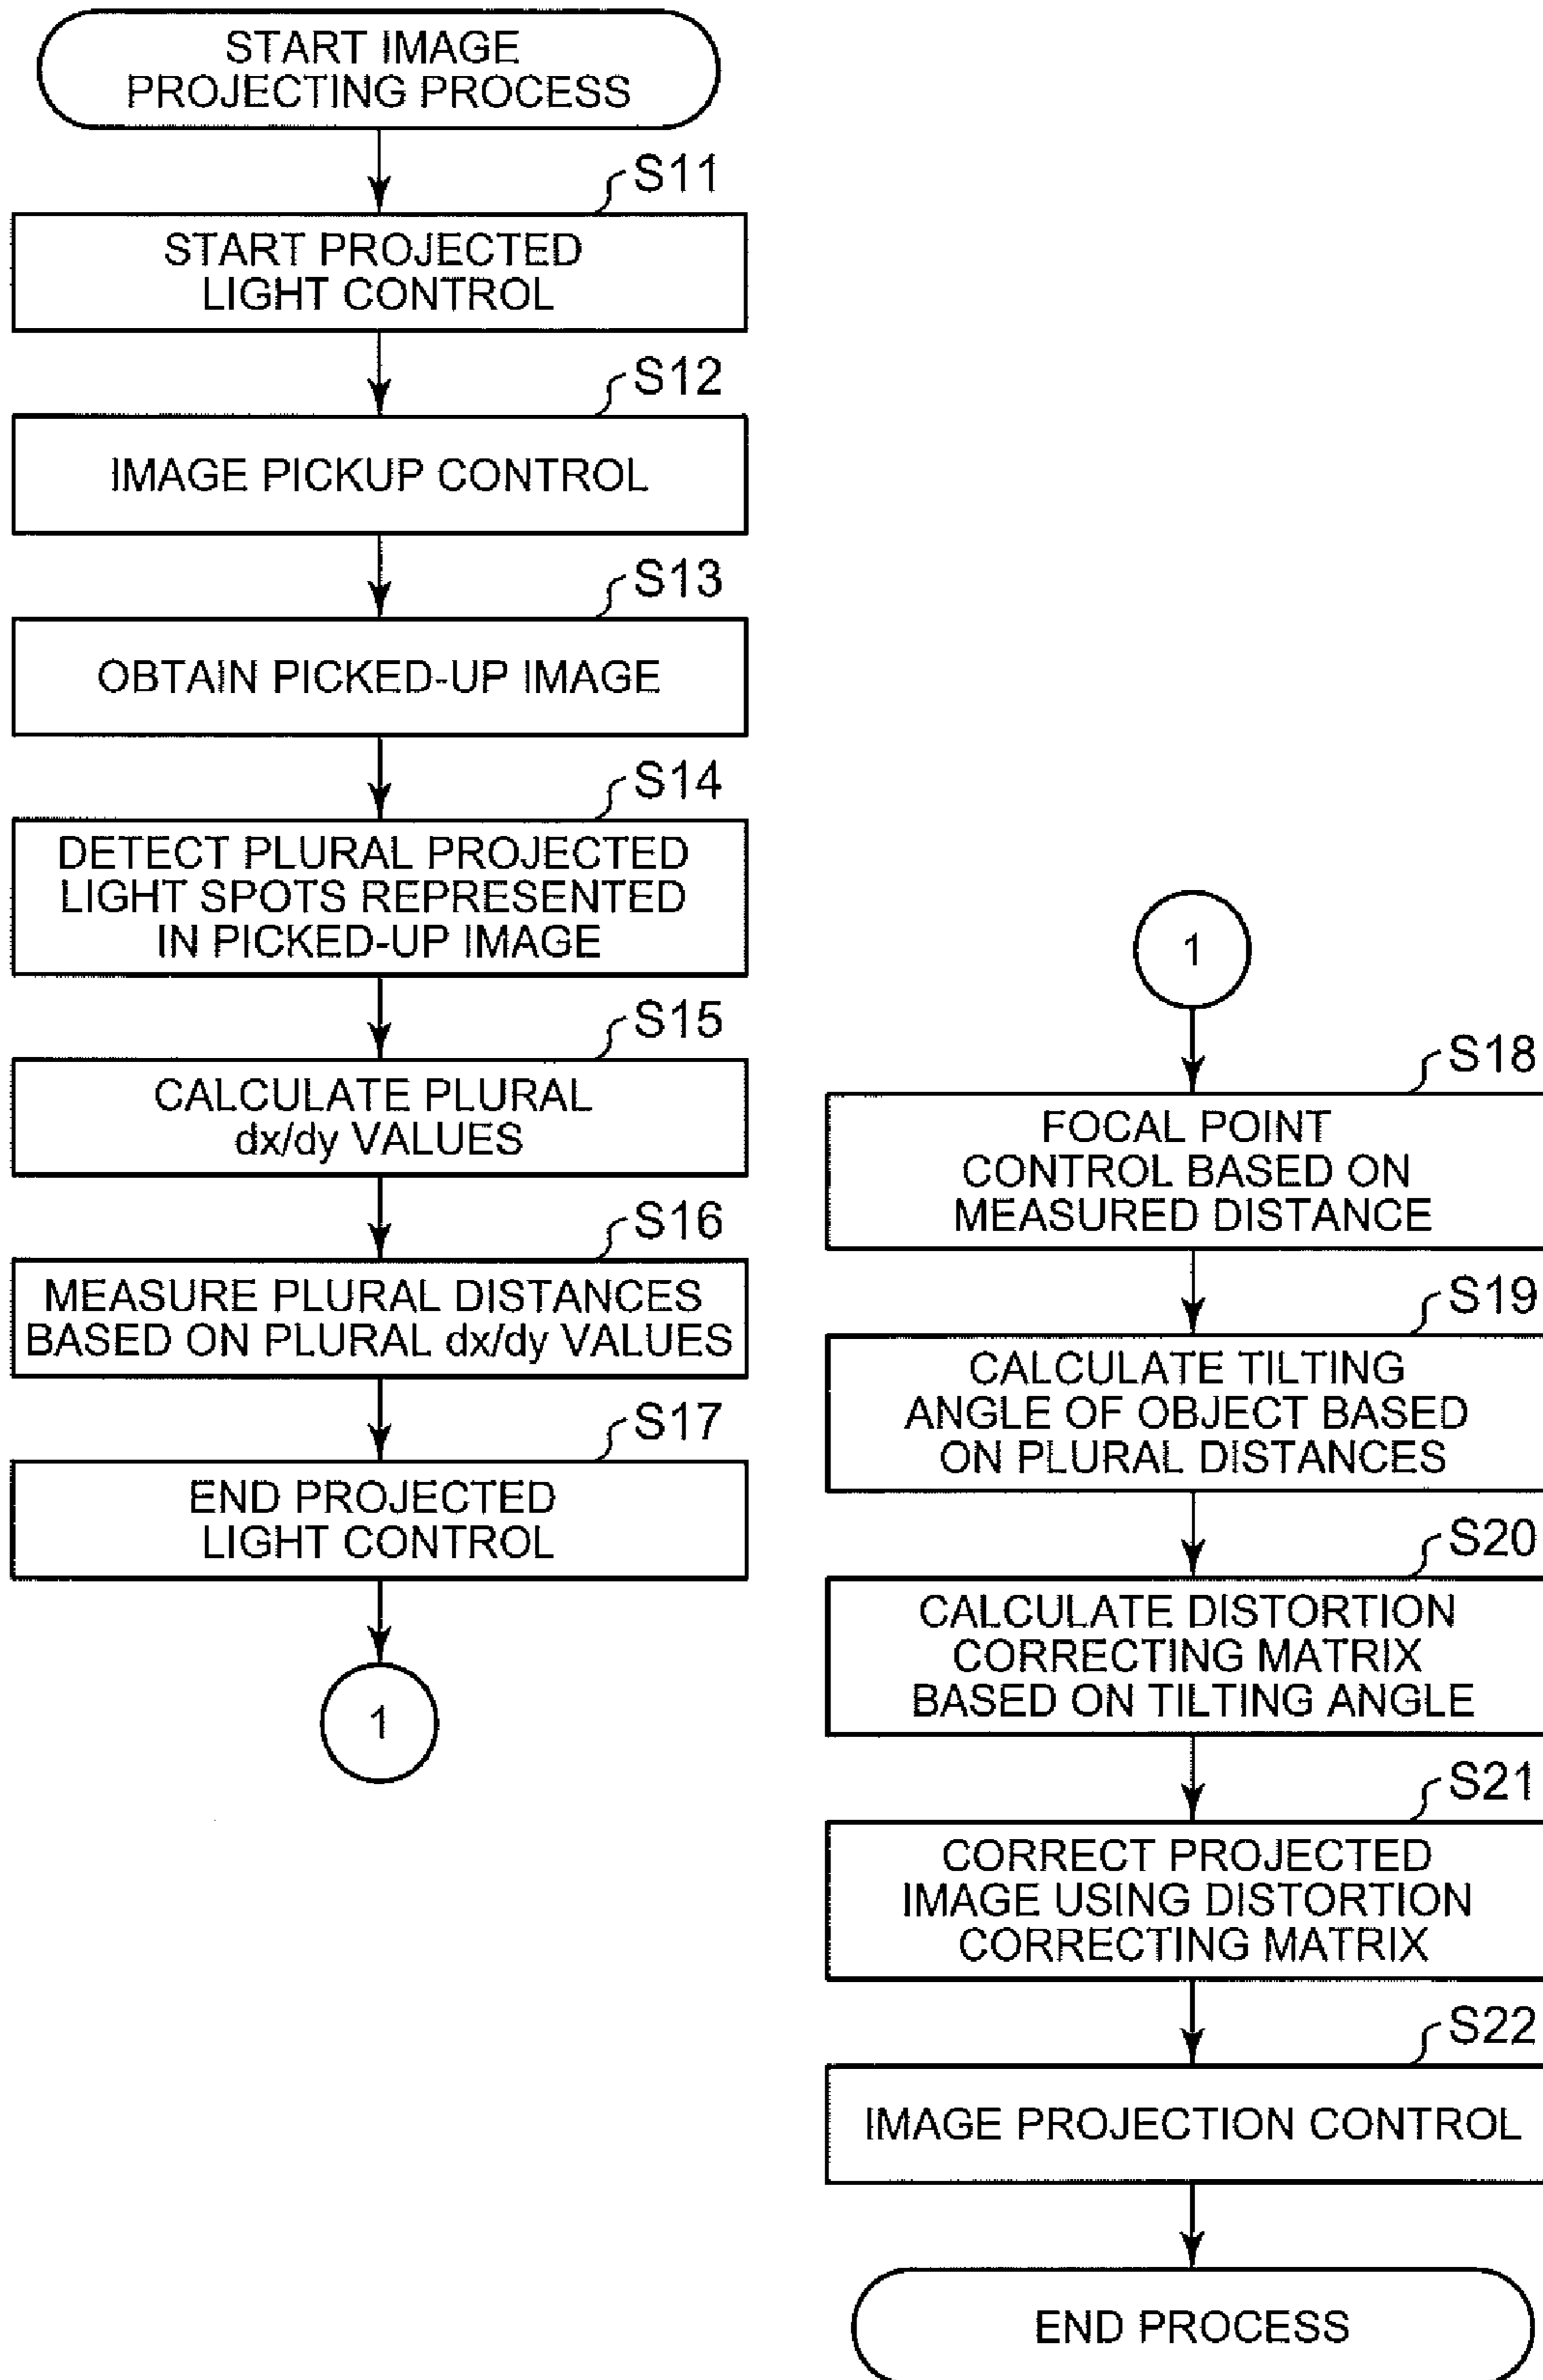 START IMAGE
PROJECTING PROCESS
S11
START PROJECTED
LIGHT CONTROL
S12
IMAGE PICKUP CONTROL
S13
OBTAIN PICKED-UP IMAGE
S14
DETECT PLURAL PROJECTED
LIGHT SPOTS REPRESENTED
IN PICKED-UP IMAGE
S15
CALCULATE PLURAL
dx/dy VALUES
S16
MEASURE PLURAL DISTANCES
BASED ON PLURAL dx/dy VALUES
S17
END PROJECTED
LIGHT CONTROL
1
1
S18
FOCAL POINT
CONTROL BASED ON
MEASURED DISTANCE
S19
CALCULATE TILTING
ANGLE OF OBJECT BASED
ON PLURAL DISTANCES
S20
CALCULATE DISTORTION
CORRECTING MATRIX
BASED ON TILTING ANGLE
S21
CORRECT PROJECTED
IMAGE USING DISTORTION
CORRECTING MATRIX
S22
IMAGE PROJECTION CONTROL
END PROCESS